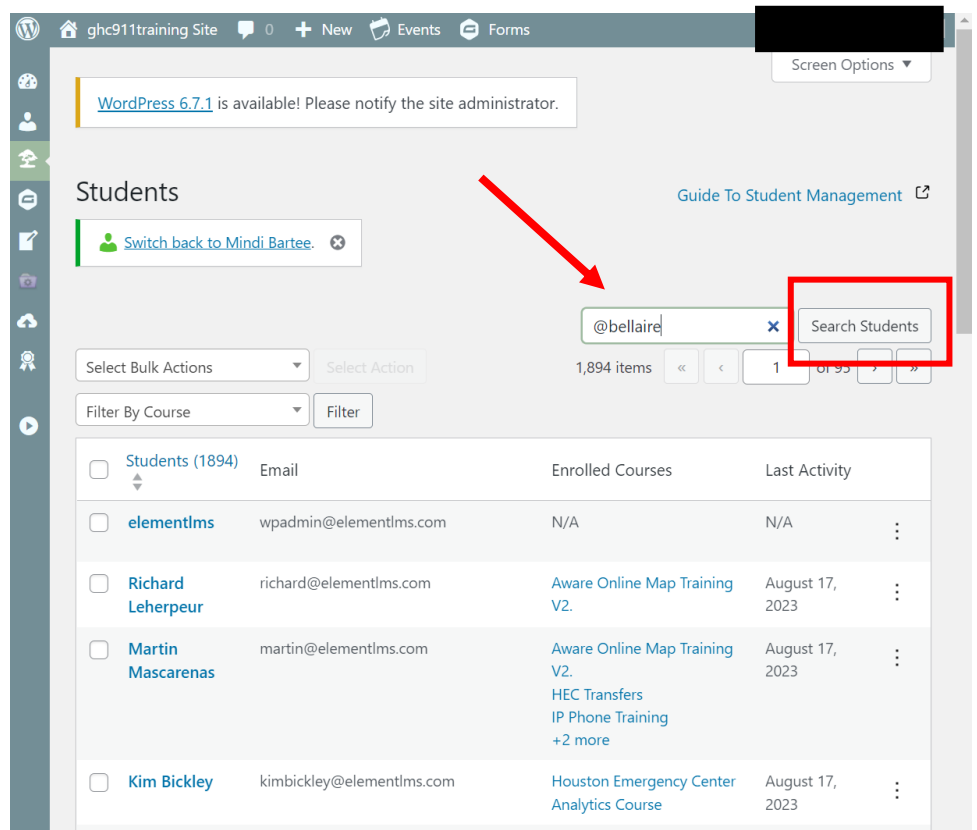 ghc911training Site 0 New Events Forms
Screen Options ▼
WordPress 6.7.1 is available! Please notify the site administrator.
Students
Guide To Student Management
Switch back to Mindi Bartee.
@bellaire
Search Students
Select Bulk Actions Select Action 1,894 items « ‹ 1 of 95 › »
Filter By Course Filter
Students (1894) Email Enrolled Courses Last Activity
elementlms wpadmin@elementlms.com N/A N/A
Richard richard@elementlms.com Aware Online Map Training August 17,
Leherpeur V2. 2023
Martin martin@elementlms.com Aware Online Map Training August 17,
Mascarenas V2. 2023
HEC Transfers
IP Phone Training
+2 more
Kim Bickley kimbickley@elementlms.com Houston Emergency Center August 17,
Analytics Course 2023